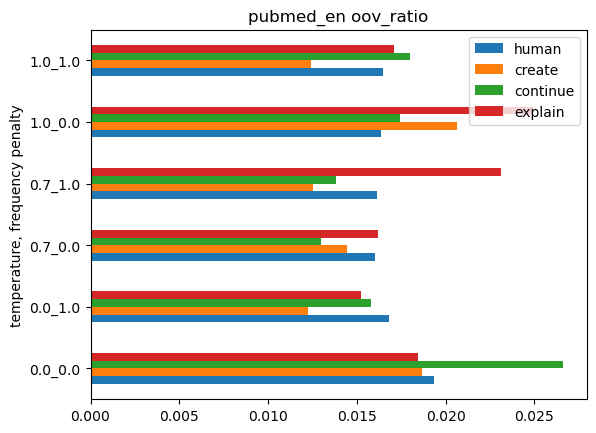 pubmed_en oov_ratio
human
create
continue
explain
temperature, frequency penalty
1.0_1.0
1.0_0.0
0.7_1.0
0.7_0.0
0.0_1.0
0.0_0.0
0.000 0.005 0.010 0.015 0.020 0.025